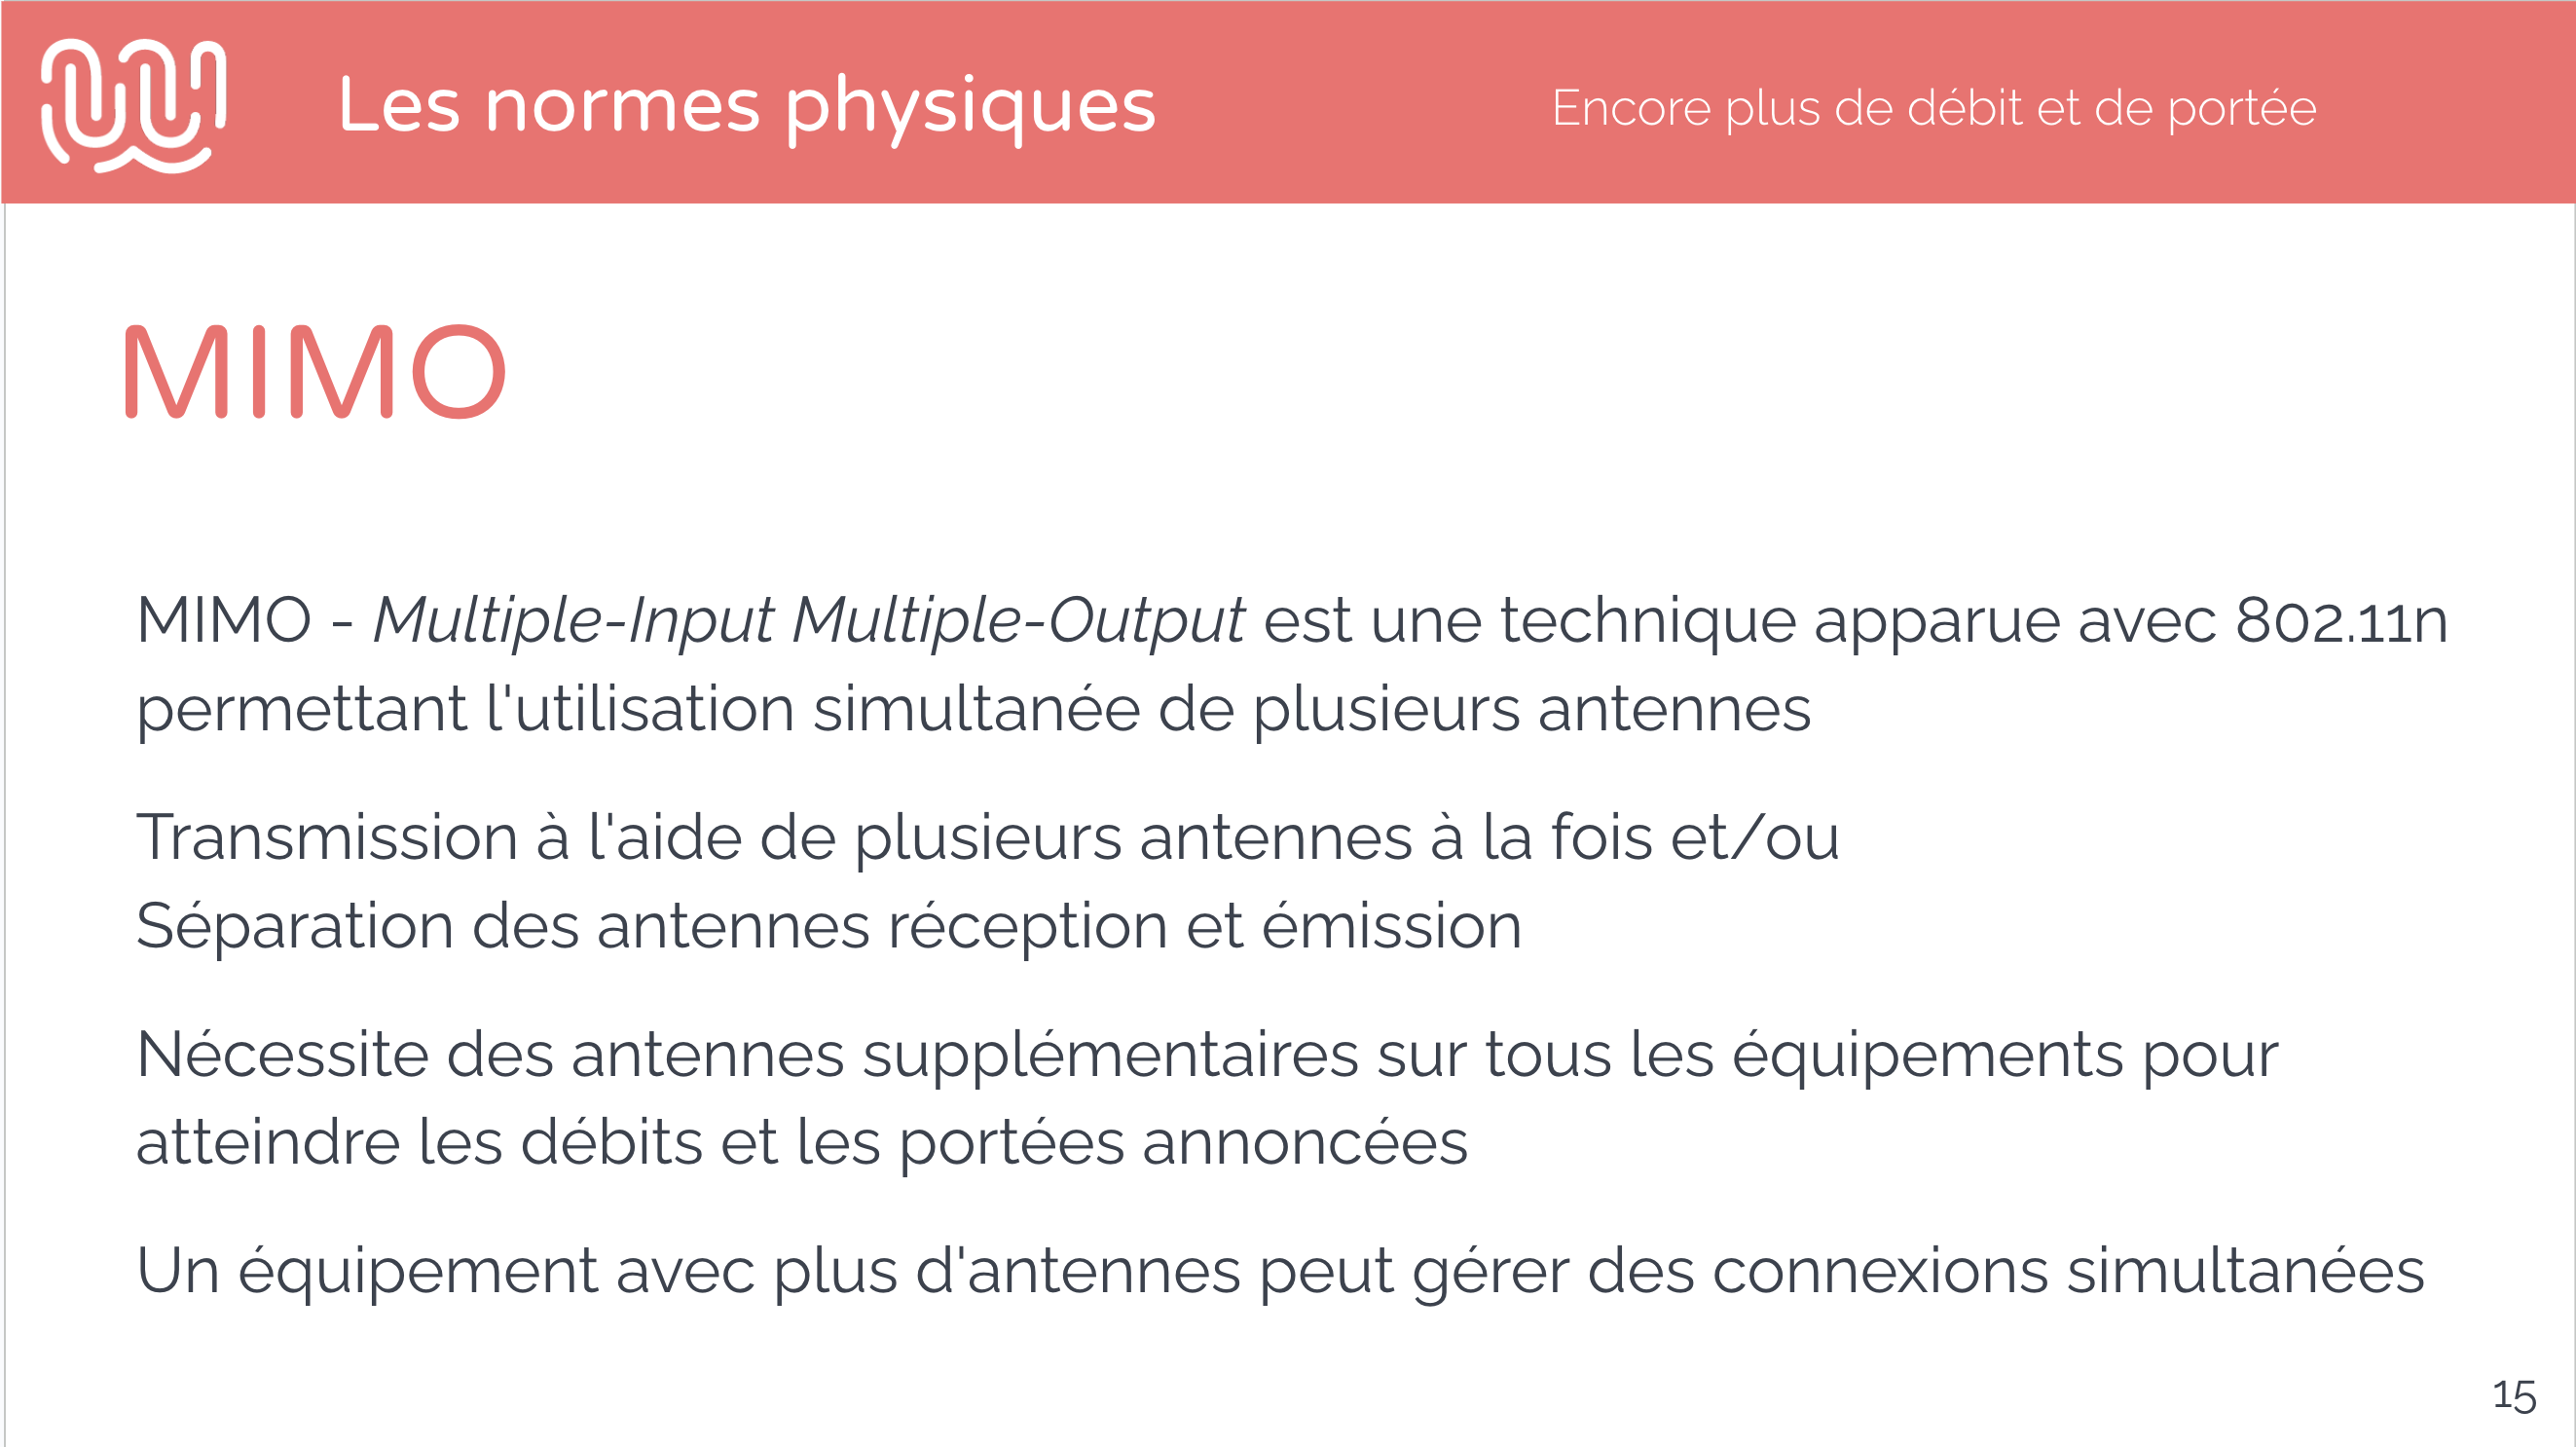 Les normes physiques
Encore plus de débit et de portée
MIMO
MIMO - Multiple-Input Multiple-Output est une technique apparue avec 802.11n
permettant l'utilisation simultanée de plusieurs antennes
Transmission à l'aide de plusieurs antennes à la fois et/ou
Séparation des antennes réception et émission
Nécessite des antennes supplémentaires sur tous les équipements pour
atteindre les débits et les portées annoncées
Un équipement avec plus d'antennes peut gérer des connexions simultanées
15